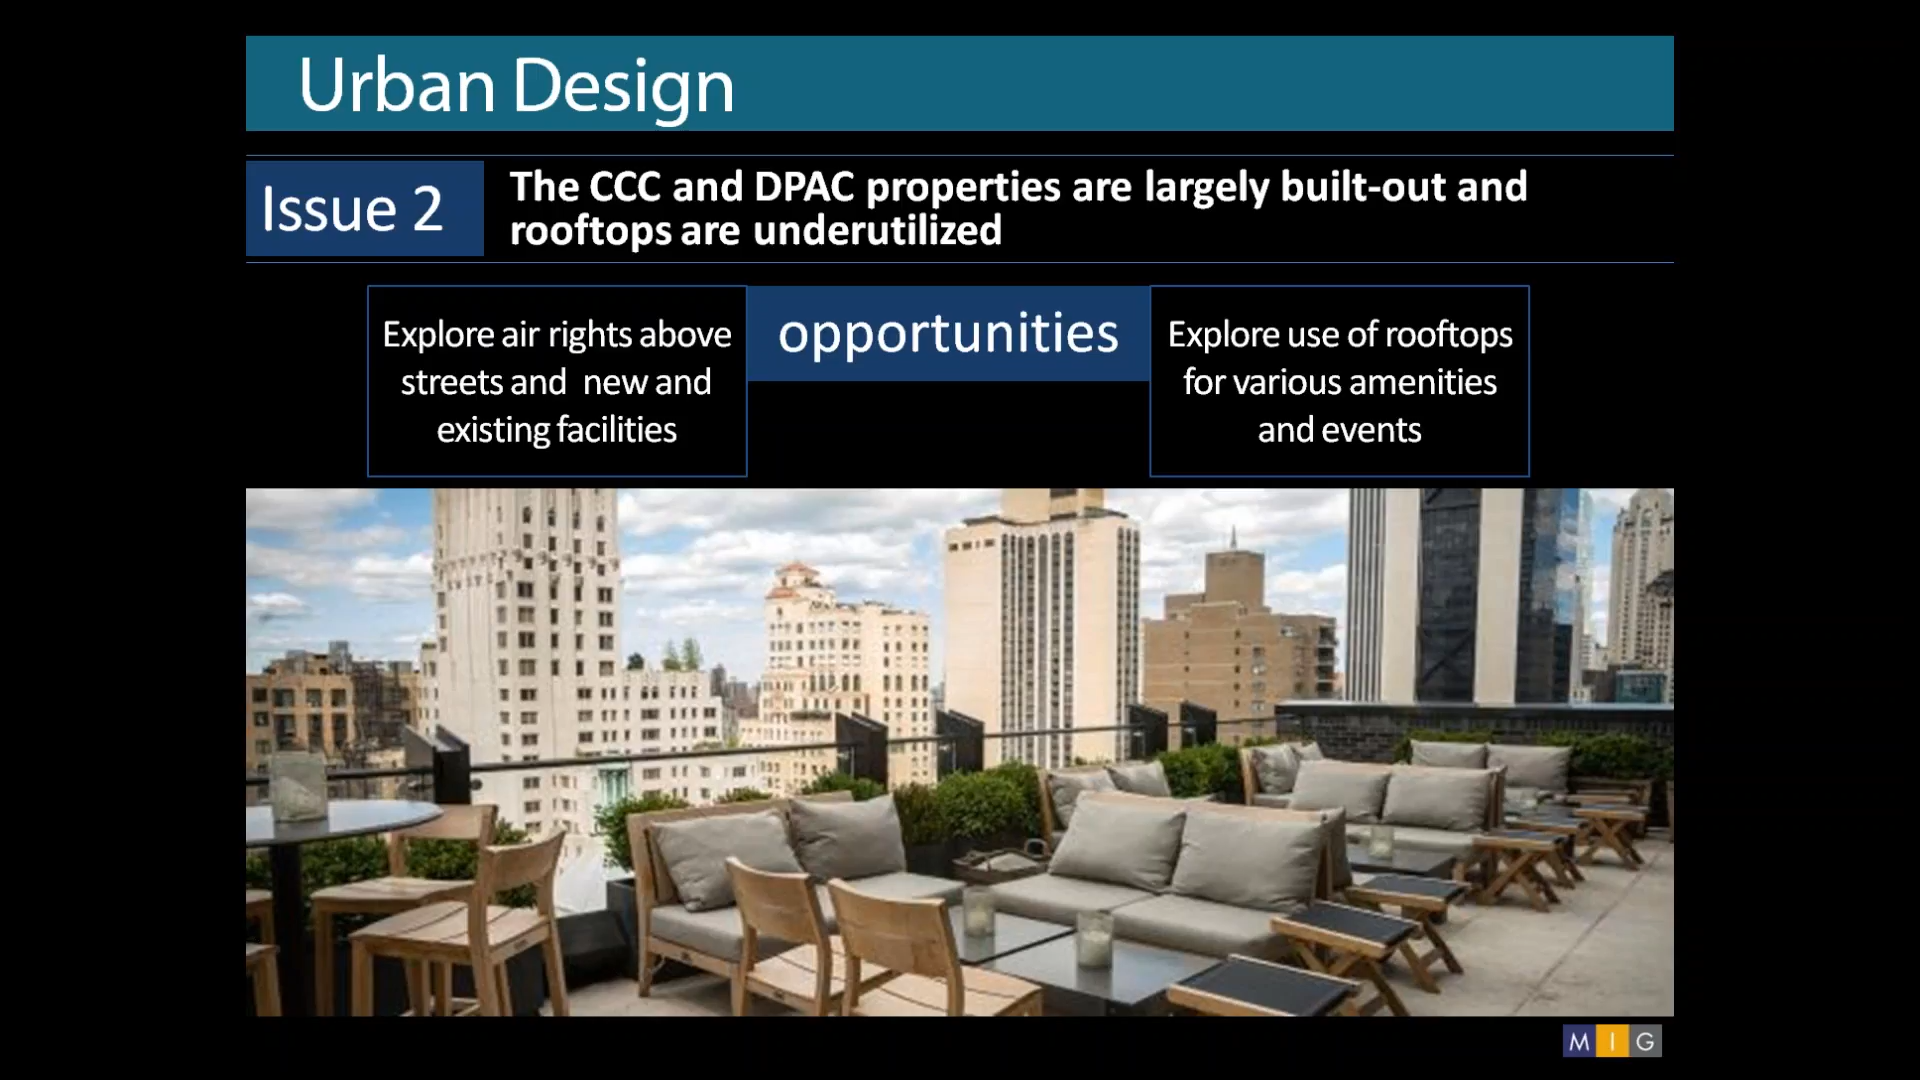 Urban Design
Issue 2
The CCC and DPAC properties are largely built-out and
rooftops are underutilized
Explore air rights above
streets and new and
existing facilities
opportunities
Explore use of rooftops
for various amenities
and events
M I G